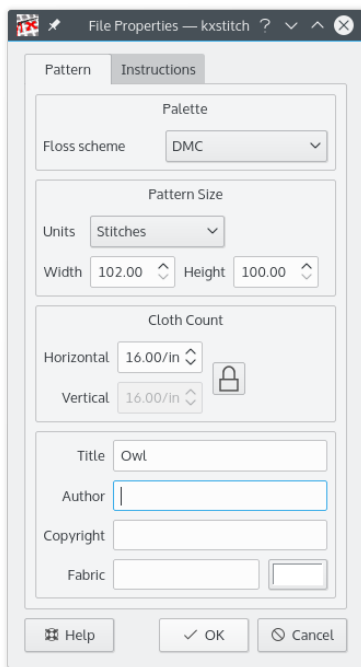 File Properties — kxstitch
Pattern Instructions
Palette
Floss scheme DMC
Pattern Size
Units Stitches
Width 102.00 Height 100.00
Cloth Count
Horizontal 16.00/in
Vertical 16.00/in
Title Owl
Author
Copyright
Fabric
Help OK Cancel